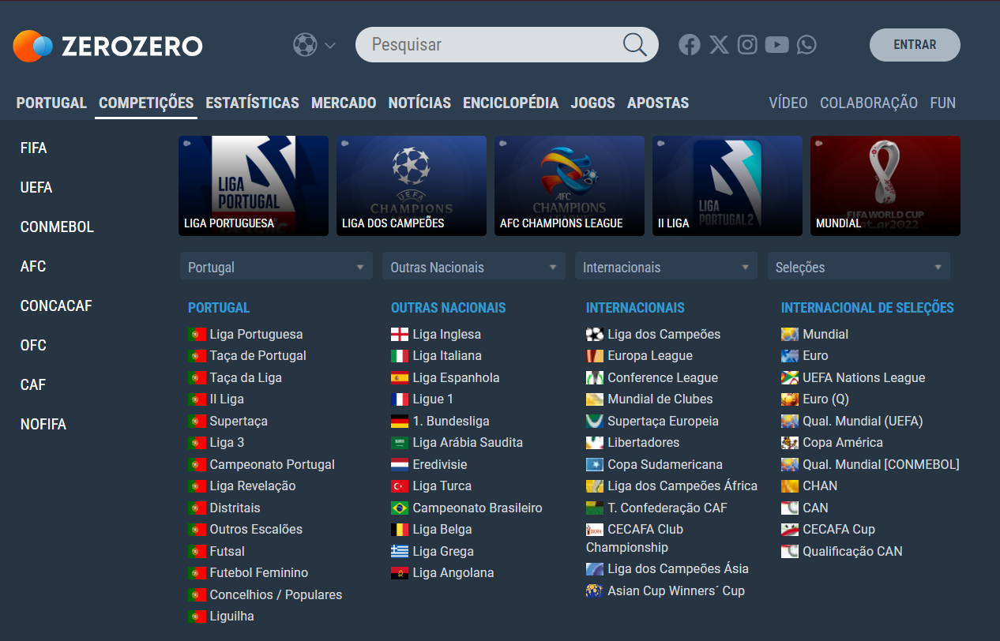 ZEROZERO
Pesquisar
ENTRAR
PORTUGAL COMPETIÇÕES ESTATÍSTICAS MERCADO NOTÍCIAS ENCICLOPÉDIA JOGOS APOSTAS VÍDEO COLABORAÇÃO FUN
FIFA
UEFA
CONMEBOL
AFC
CONCACAF
OFC
CAF
NOFIFA
LIGA
PORTUGAL
LIGA PORTUGUESA
UEFA
CHAMPIONS
LIGA DOS CAMPEÕES
AFC
CHAMPIONS
AFC CHAMPIONS LEAGUE
LIGA
PORTUGAL 2
II LIGA
FIFA WORLD CUP
MUNDIAL
Portugal
Outras Nacionais
Internacionais
Seleções
PORTUGAL
Liga Portuguesa
Taça de Portugal
Taça da Liga
II Liga
Supertaça
Liga 3
Campeonato Portugal
Liga Revelação
Distritais
Outros Escalões
Futsal
Futebol Feminino
Concelhios / Populares
Liguilha
OUTRAS NACIONAIS
Liga Inglesa
Liga Italiana
Liga Espanhola
Ligue 1
1. Bundesliga
Liga Arábia Saudita
Eredivisie
Liga Turca
Campeonato Brasileiro
Liga Belga
Liga Grega
Liga Angolana
INTERNACIONAIS
Liga dos Campeões
Europa League
Conference League
Mundial de Clubes
Supertaça Europeia
Libertadores
Copa Sudamericana
Liga dos Campeões África
T. Confederação CAF
CECAFA Club
Championship
Liga dos Campeões Ásia
Asian Cup Winners´ Cup
INTERNACIONAL DE SELEÇÕES
Mundial
Euro
UEFA Nations League
Euro (Q)
Qual. Mundial (UEFA)
Copa América
Qual. Mundial [CONMEBOL]
CHAN
CAN
CECAFA Cup
Qualificação CAN